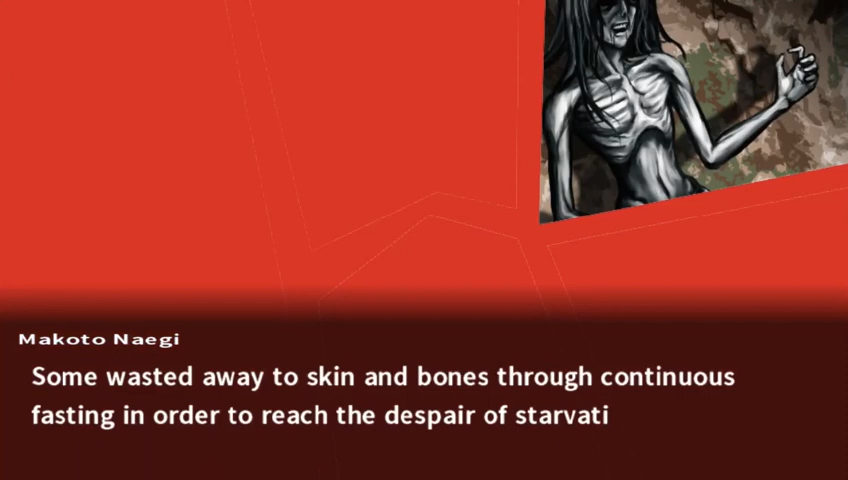 Makoto Naegi
Some wasted away to skin and bones through continuous
fasting in order to reach the despair of starvati